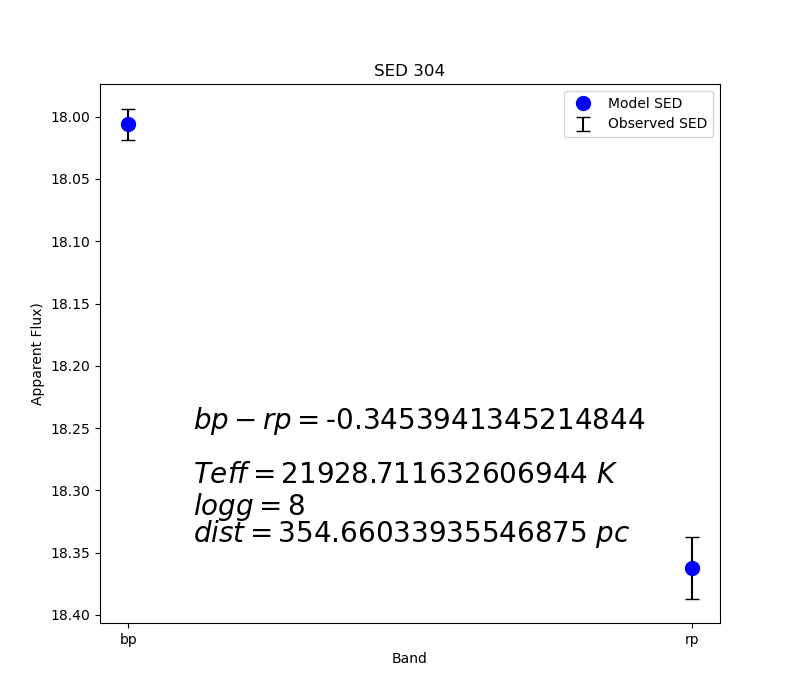 SED 304
Model SED
Observed SED
18.00
18.05
18.10
18.15
18.20
18.25
18.30
18.35
18.40
Apparent Flux)
bp − rp = -0.3453941345214844
Teff = 21928.711632606944 K
logg = 8
dist = 354.66033935546875 pc
bp
rp
Band